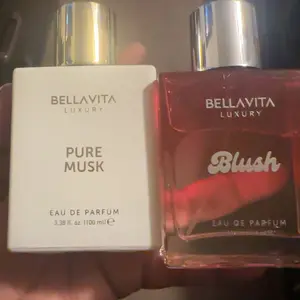 BELLAVITA
LUXURY
PURE
MUSK
EAU DE PARFUM
3.38 fl. oz (100 ml) ℮
BELLAVITA
LUXURY
Blush
EAU DE PARFUM